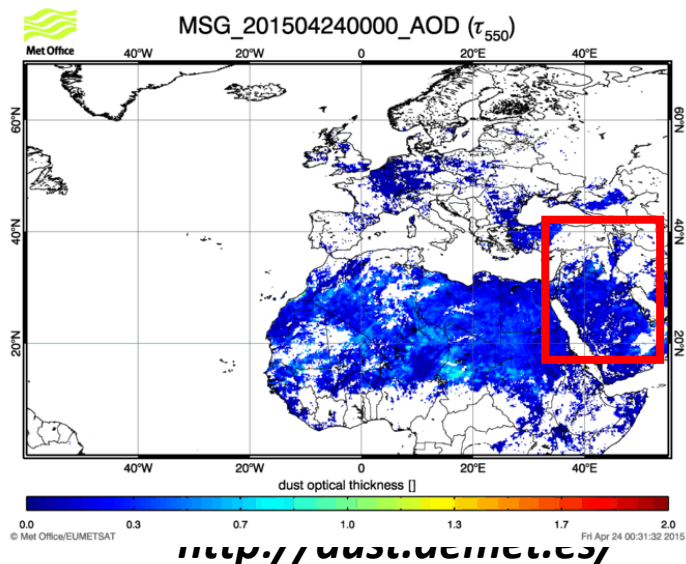 MSG_201504240000_AOD (τ550)
Met Office
40°W 20°W 0 20°E 40°E
60°N 60°N
40°N 40°N
20°N 20°N
40°W 20°W 0 20°E 40°E
dust optical thickness []
0.0 0.3 0.7 1.0 1.3 1.7 2.0
© Met Office/EUMETSAT Fri Apr 24 00:31:32 2015
http://dust.aemet.es/